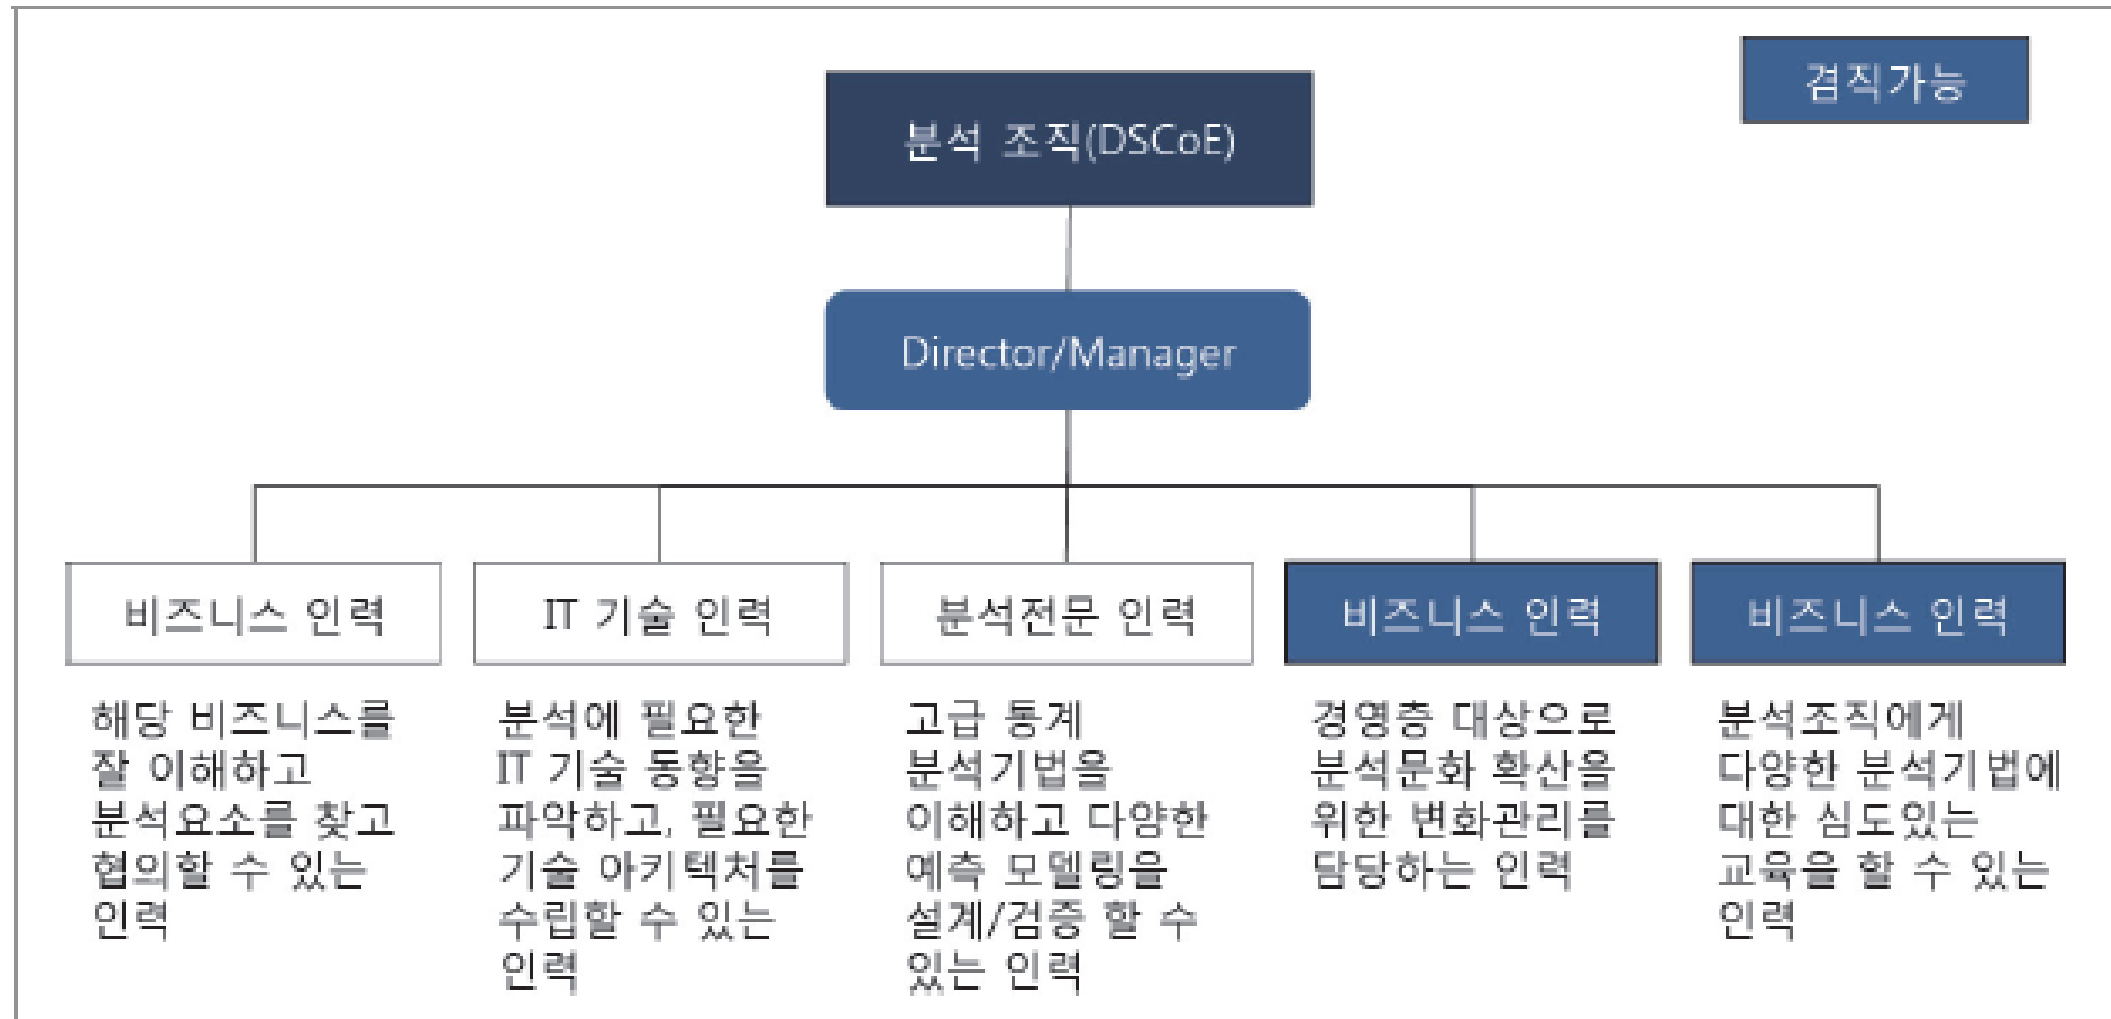 겸직가능
분석 조직(DSCoE)
Director/Manager
비즈니스 인력
IT 기술 인력
분석전문 인력
비즈니스 인력
비즈니스 인력
해당 비즈니스를
잘 이해하고
분석요소를 찾고
협의할 수 있는
인력
분석에 필요한
IT 기술 동향을
파악하고, 필요한
기술 아키텍처를
수립할 수 있는
인력
고급 통계
분석기법을
이해하고 다양한
예측 모델링을
설계/검증 할 수
있는 인력
경영층 대상으로
분석문화 확산을
위한 변화관리를
담당하는 인력
분석조직에게
다양한 분석기법에
대한 심도있는
교육을 할 수 있는
인력